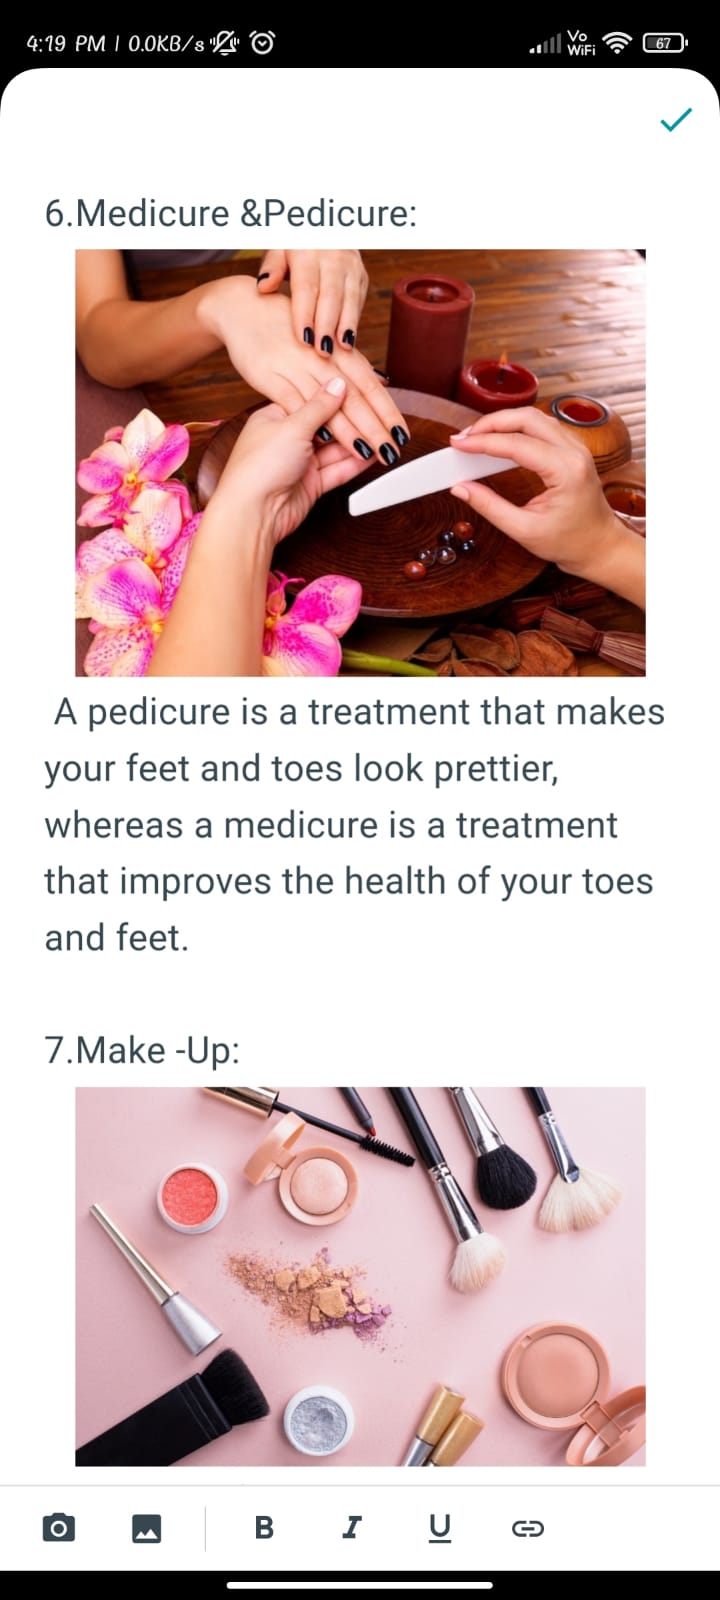 4:19 PM | 0.0KB/s
Vo
WiFi
67
6.Medicure &Pedicure:
A pedicure is a treatment that makes
your feet and toes look prettier,
whereas a medicure is a treatment
that improves the health of your toes
and feet.
7.Make -Up:
B I U